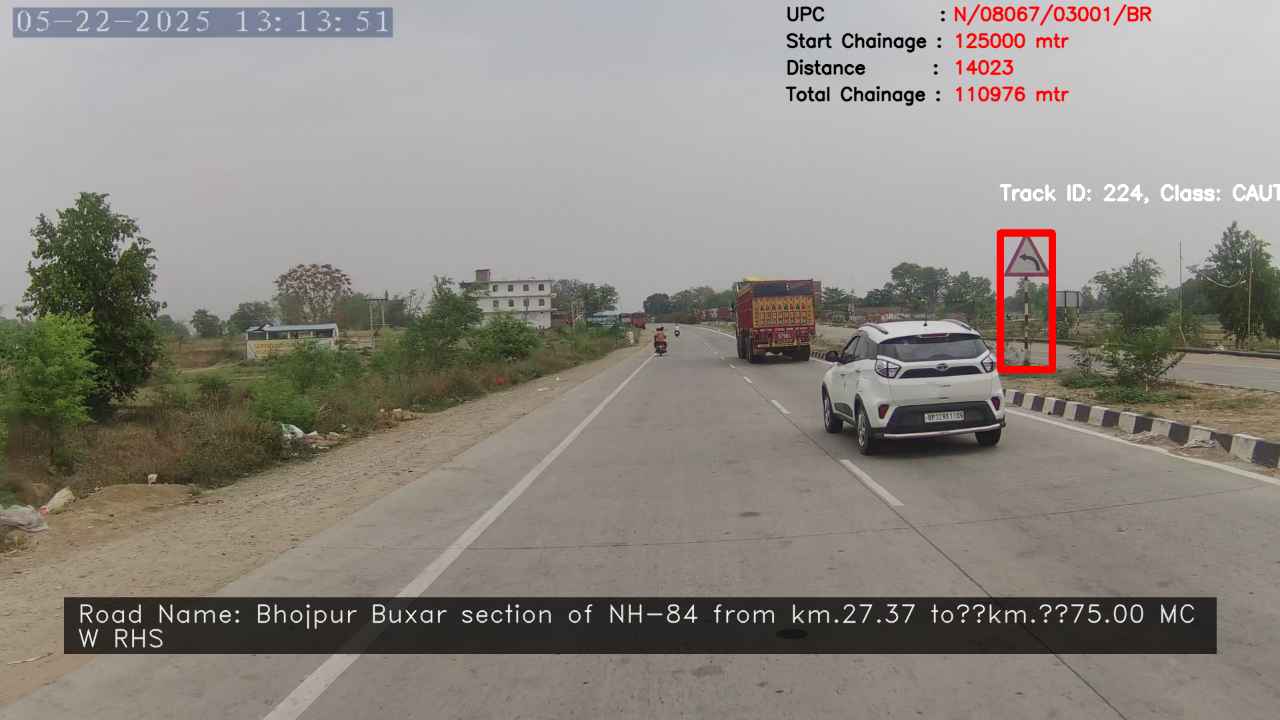 05-22-2025 13:13:51
UPC : N/08067/03001/BR
Start Chainage : 125000 mtr
Distance : 14023
Total Chainage : 110976 mtr
Track ID: 224, Class: CAUT
Road Name: Bhojpur Buxar section of NH-84 from km.27.37 to??km.??75.00 MC
W RHS